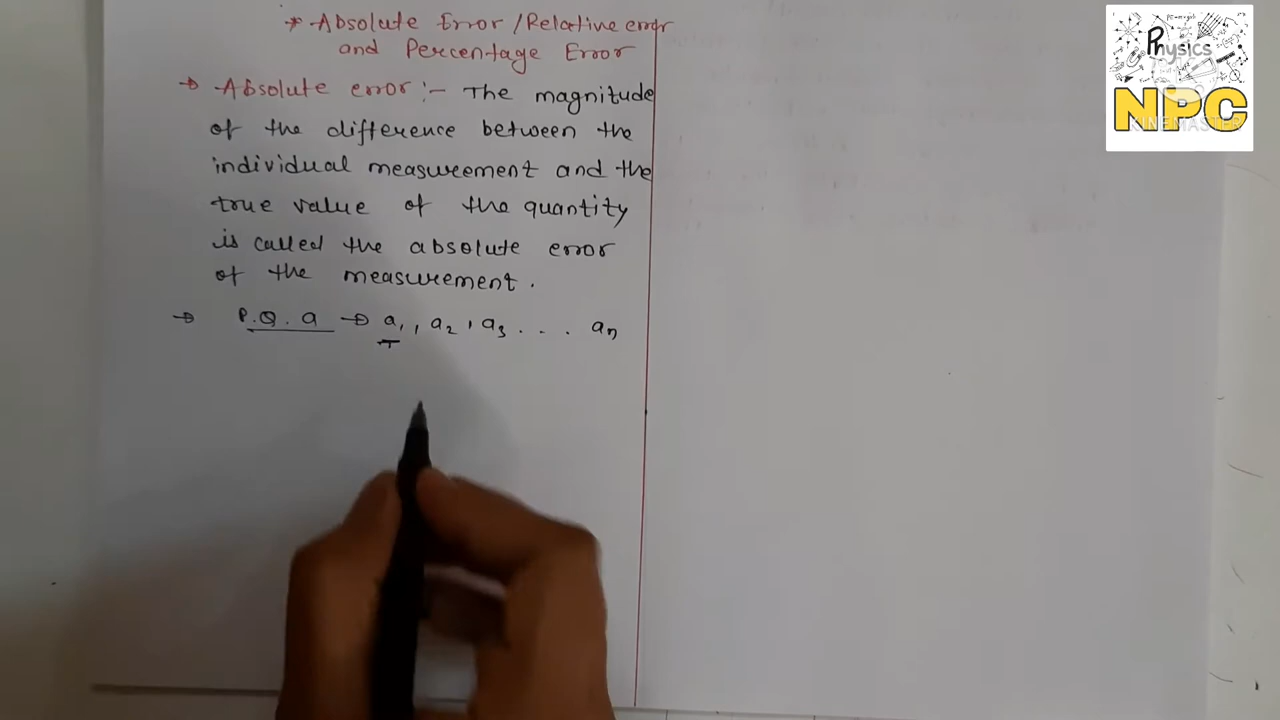 * Absolute Error / Relative error
and Percentage Error
→ Absolute error :- The magnitude
of the difference between the
individual measurement and the
true value of the quantity
is called the absolute error
of the measurement.
→ P.Q. a → a₁, a₂, a₃ . . . aₙ
Physics
NPC
KINEMASTER